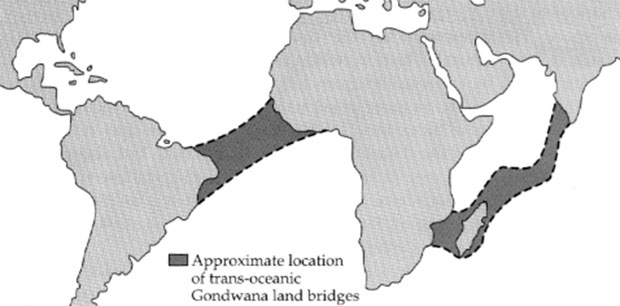 Approximate location
of trans-oceanic
Gondwana land bridges